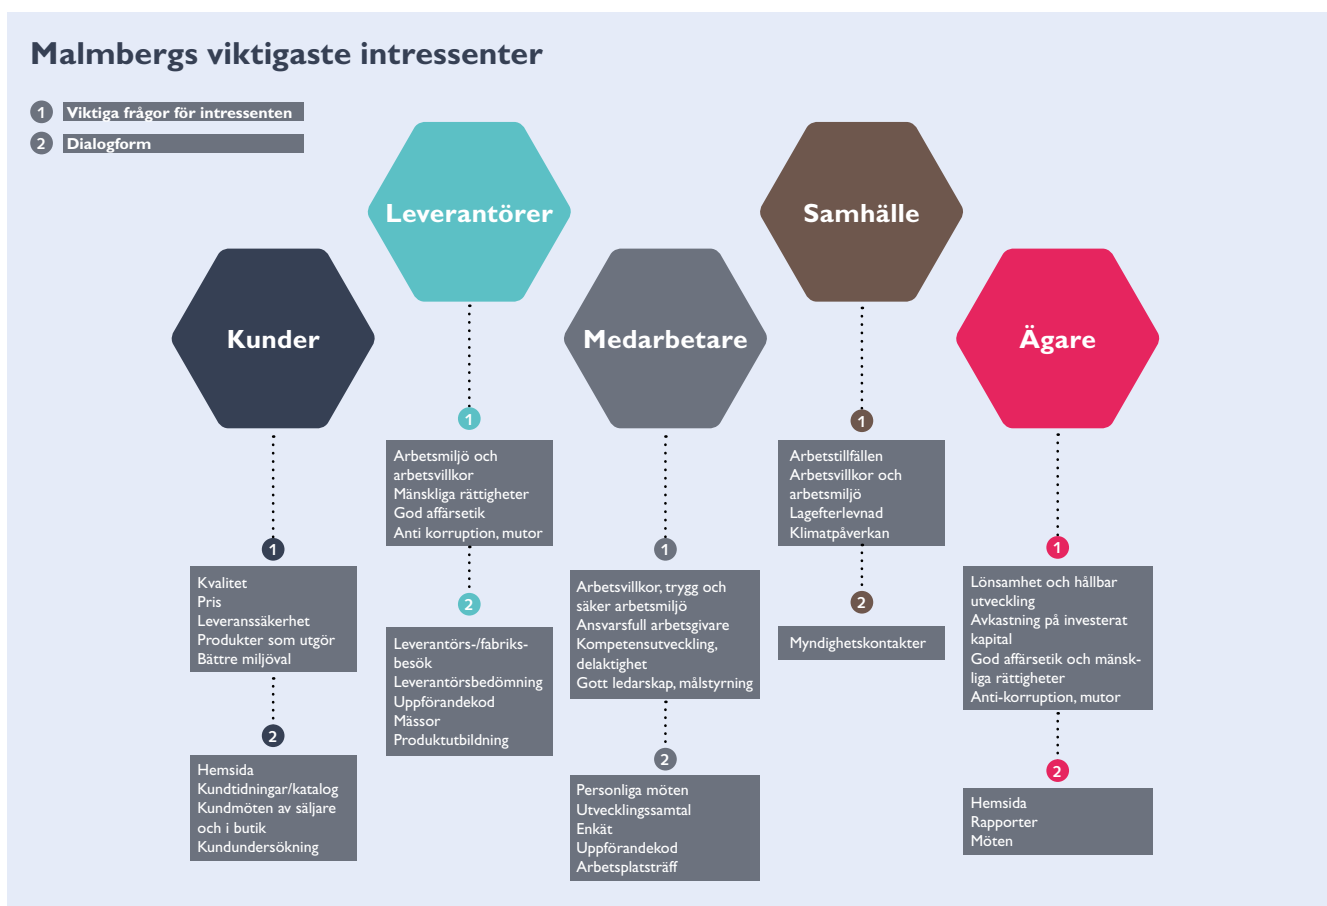 Malmbergs viktigaste intressenter
1 Viktiga frågor för intressenten
2 Dialogform
Kunder
1
Kvalitet
Pris
Leveranssäkerhet
Produkter som utgör
Bättre miljöval
2
Hemsida
Kundtidningar/katalog
Kundmöten av säljare
och i butik
Kundundersökning
Leverantörer
1
Arbetsmiljö och
arbetsvillkor
Mänskliga rättigheter
God affärsetik
Anti korruption, mutor
2
Leverantörs-/fabriks-
besök
Leverantörsbedömning
Uppförandekod
Mässor
Produktutbildning
Medarbetare
1
Arbetsvillkor, trygg och
säker arbetsmiljö
Ansvarsfull arbetsgivare
Kompetensutveckling,
delaktighet
Gott ledarskap, målstyrning
2
Personliga möten
Utvecklingssamtal
Enkät
Uppförandekod
Arbetsplatsträff
Samhälle
1
Arbetstillfällen
Arbetsvillkor och
arbetsmiljö
Lagefterlevnad
Klimatpåverkan
2
Myndighetskontakter
Ägare
1
Lönsamhet och hållbar
utveckling
Avkastning på investerat
kapital
God affärsetik och mänsk-
liga rättigheter
Anti-korruption, mutor
2
Hemsida
Rapporter
Möten